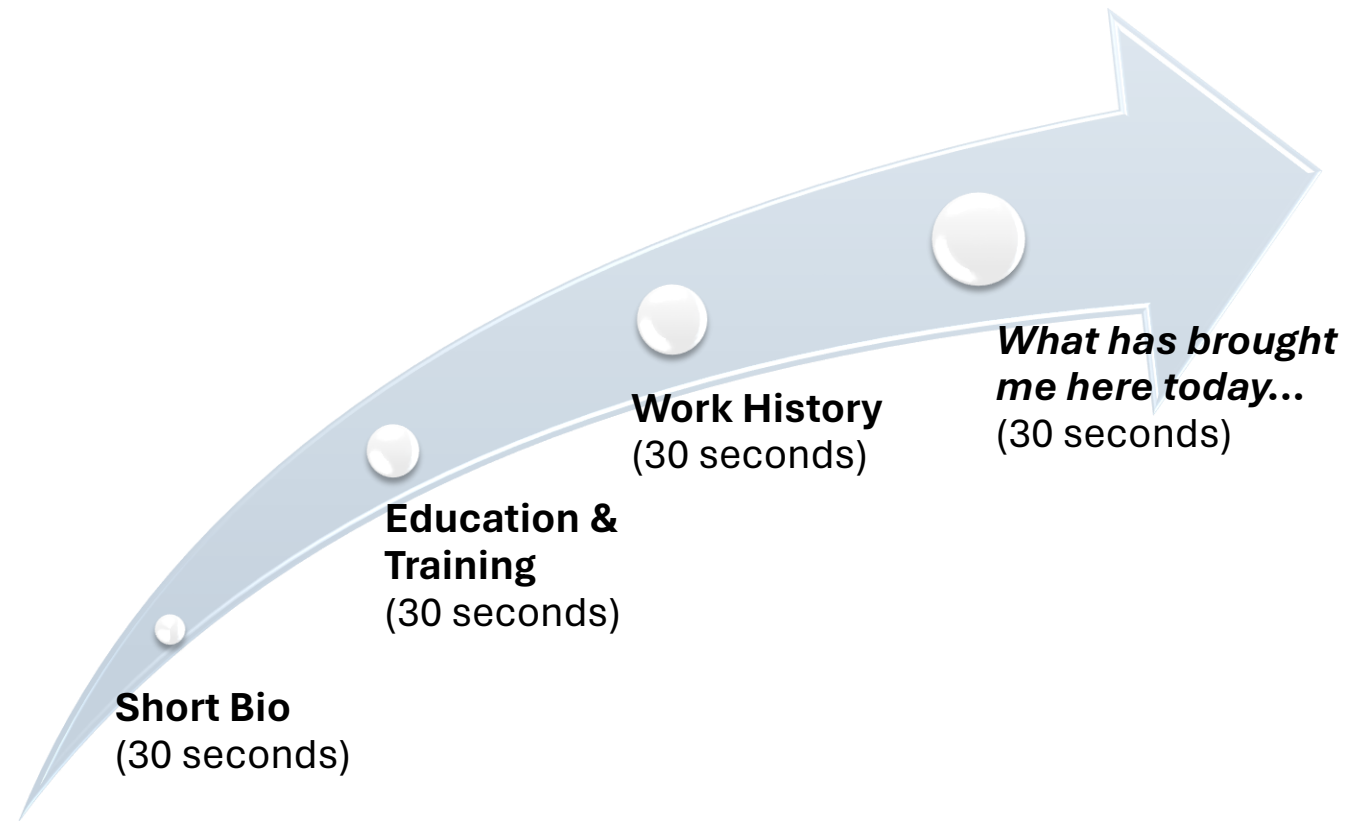 Short Bio
(30 seconds)
Education &
Training
(30 seconds)
Work History
(30 seconds)
What has brought
me here today...
(30 seconds)